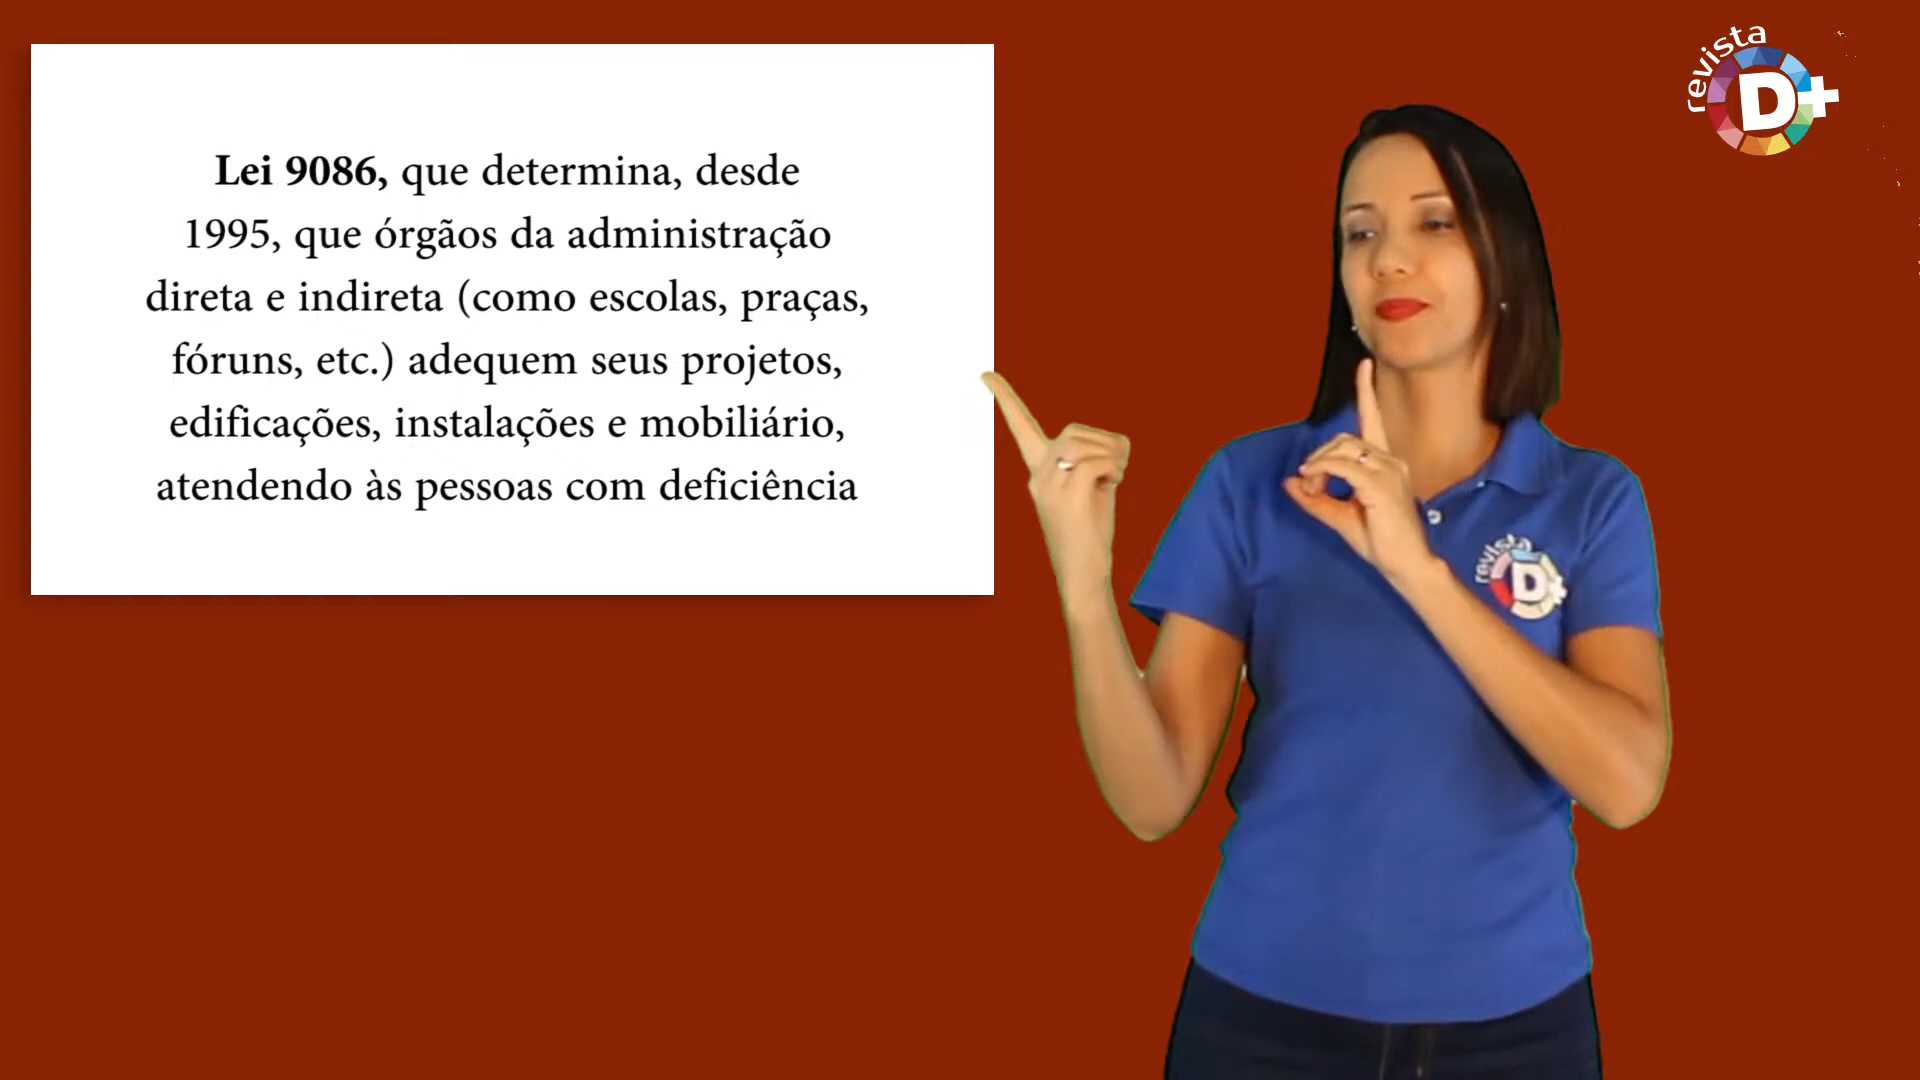 Lei 9086, que determina, desde
1995, que órgãos da administração
direta e indireta (como escolas, praças,
fóruns, etc.) adequem seus projetos,
edificações, instalações e mobiliário,
atendendo às pessoas com deficiência
revista
D+
revista
D+